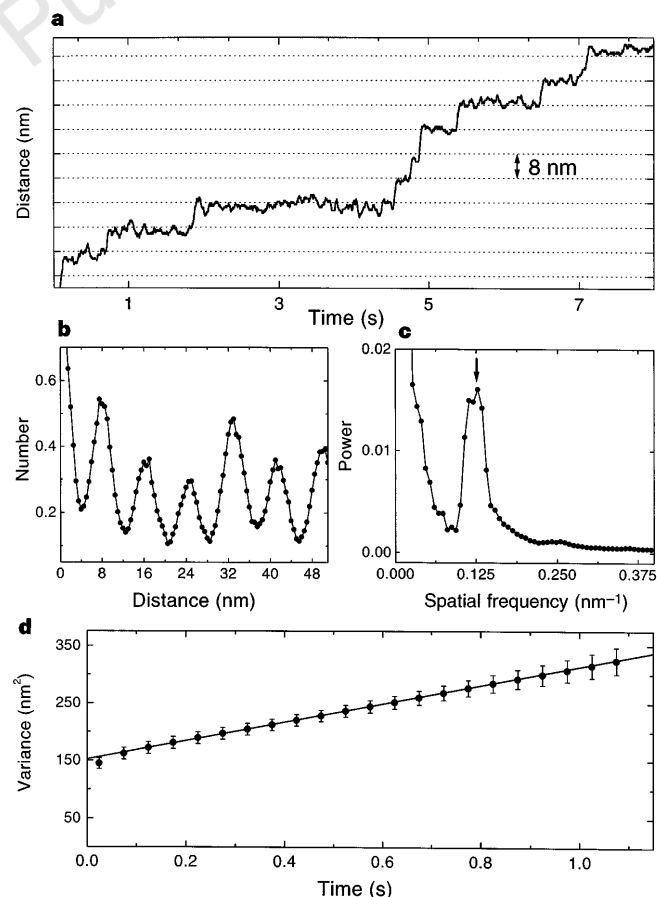 a
Distance (nm)
8 nm
1 3 5 7
Time (s)
b
0.6
0.4
0.2
Number
0 8 16 24 32 40 48
Distance (nm)
c
0.02
0.01
0.00
Power
0.000 0.125 0.250 0.375
Spatial frequency (nm⁻¹)
d
350
250
150
50
Variance (nm²)
0.0 0.2 0.4 0.6 0.8 1.0
Time (s)